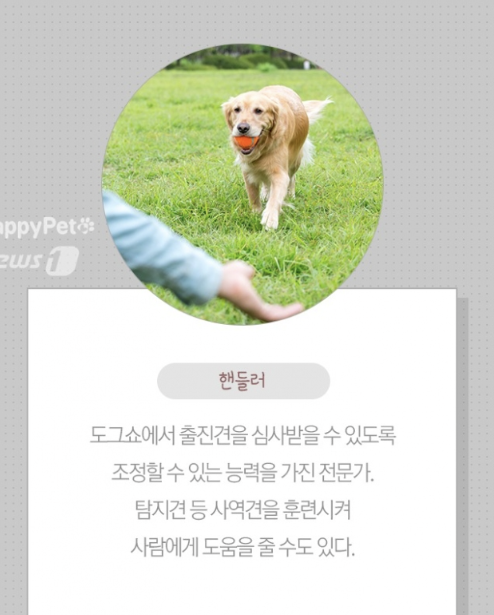 appyPet
ews1
핸들러
도그쇼에서 출진견을 심사받을 수 있도록
조정할 수 있는 능력을 가진 전문가.
탐지견 등 사역견을 훈련시켜
사람에게 도움을 줄 수도 있다.